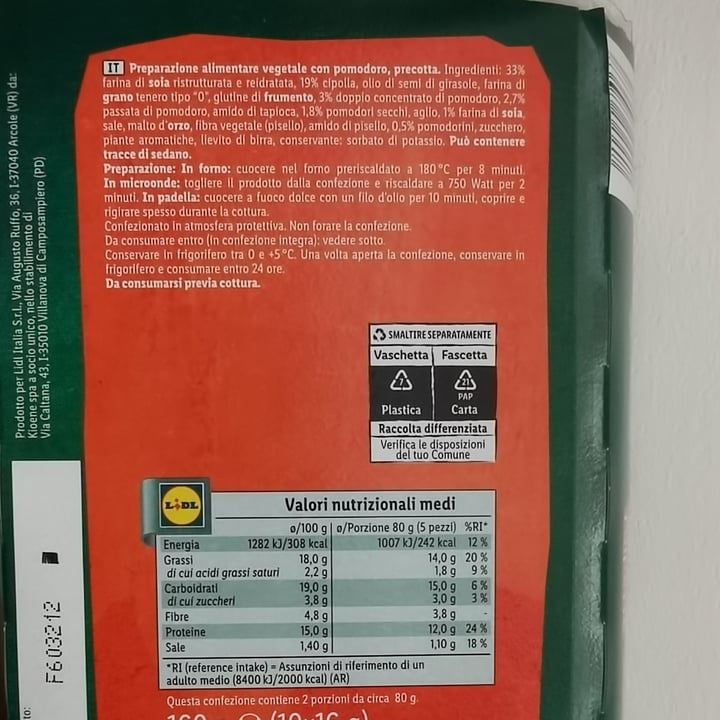 IT Preparazione alimentare vegetale con pomodoro, precotta. Ingredienti: 33%
farina di soia ristrutturata e reidratata, 19% cipolla, olio di semi di girasole, farina di
grano tenero tipo "0", glutine di frumento, 3% doppio concentrato di pomodoro, 2,7%
passata di pomodoro, amido di tapioca, 1,8% pomodori secchi, aglio, 1% farina di soia,
sale, malto d'orzo, fibra vegetale (pisello), amido di pisello, 0,5% pomodorini, zucchero,
piante aromatiche, lievito di birra, conservante: sorbato di potassio. Può contenere
tracce di sedano.
Preparazione: In forno: cuocere nel forno preriscaldato a 180°C per 8 minuti.
In microonde: togliere il prodotto dalla confezione e riscaldare a 750 Watt per 2
minuti. In padella: cuocere a fuoco dolce con un filo d'olio per 10 minuti, coprire e
rigirare spesso durante la cottura.
Confezionato in atmosfera protettiva. Non forare la confezione.
Da consumare entro (in confezione integra): vedere sotto.
Conservare in frigorifero tra 0 e +5°C. Una volta aperta la confezione, conservare in
frigorifero e consumare entro 24 ore.
Da consumarsi previa cottura.
Prodotto per Lidl Italia S.r.l., Via Augusto Ruffo, 36, I-37040 Arcole (VR) da:
Kioene spa a socio unico, nello stabilimento di
Via Caltana, 43, I-35010 Villanova di Camposampiero (PD)
SMALTIRE SEPARATAMENTE
Vaschetta Fascetta
7 21
PAP
Plastica Carta
Raccolta differenziata
Verifica le disposizioni
del tuo Comune
LIDL
Valori nutrizionali medi
ø/100 g ø/Porzione 80 g (5 pezzi) %RI*
Energia 1282 kJ/308 kcal 1007 kJ/242 kcal 12 %
Grassi 18,0 g 14,0 g 20 %
di cui acidi grassi saturi 2,2 g 1,8 g 9 %
Carboidrati 19,0 g 15,0 g 6 %
di cui zuccheri 3,8 g 3,0 g 3 %
Fibre 4,8 g 3,8 g -
Proteine 15,0 g 12,0 g 24 %
Sale 1,40 g 1,10 g 18 %
*RI (reference intake) = Assunzioni di riferimento di un
adulto medio (8400 kJ/2000 kcal) (AR)
Questa confezione contiene 2 porzioni da circa 80 g.
F603212
to: